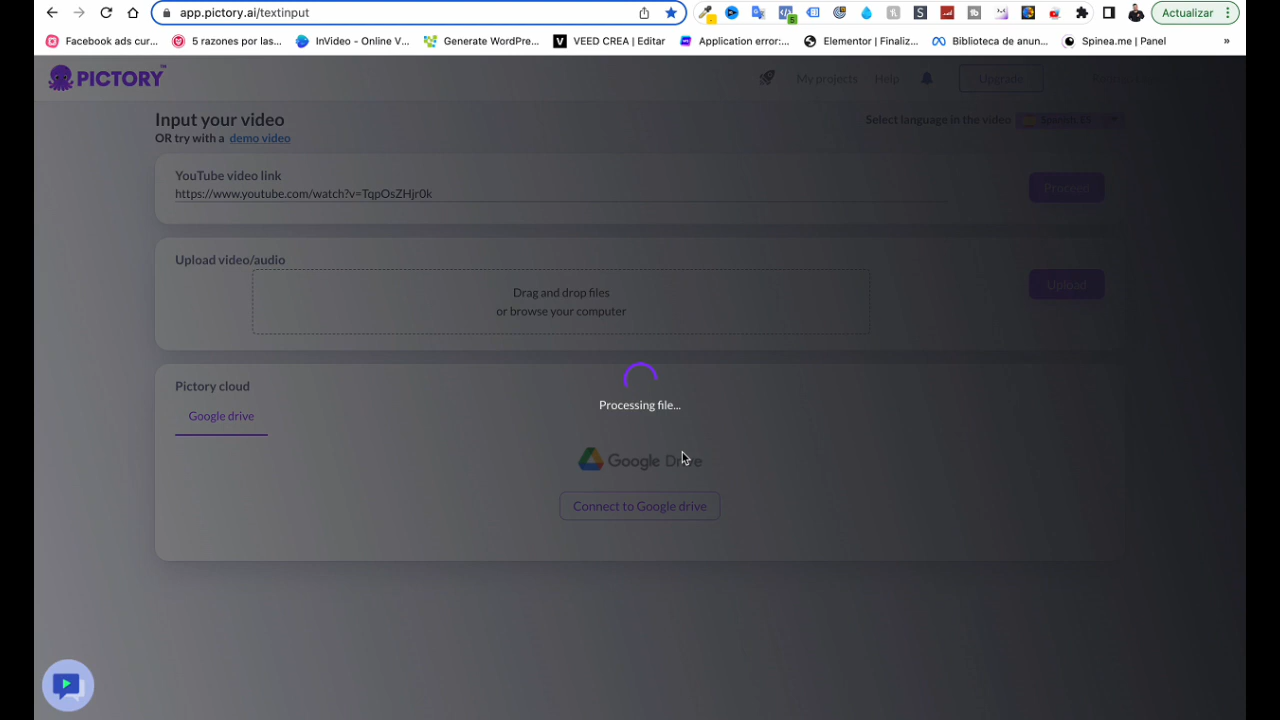 app.pictory.ai/textinput
Actualizar
Facebook ads cur...
5 razones por las...
InVideo - Online V...
Generate WordPre...
VEED CREA | Editar
Application error:...
Elementor | Finaliz...
Biblioteca de anun...
Spinea.me | Panel
»
PICTORY
My projects
Help
Upgrade
Input your video
OR try with a demo video
Select language in the video
Spanish ES
YouTube video link
https://www.youtube.com/watch?v=TqpOsZHjr0k
Proceed
Upload video/audio
Drag and drop files
or browse your computer
Upload
Pictory cloud
Google drive
Processing file...
Google Drive
Connect to Google drive